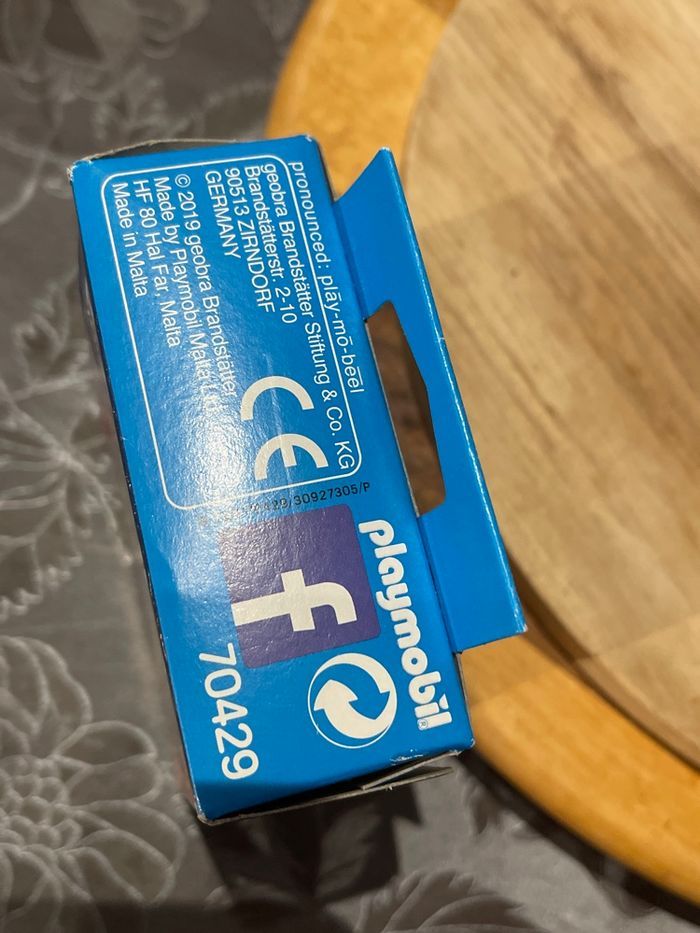 pronounced: plāy-mō-bēēl
geobra Brandstätter Stiftung & Co. KG
Brandstätterstr. 2-10
90513 ZIRNDORF
GERMANY
© 2019 geobra Brandstätter
Made by Playmobil Malta Ltd
HF 80 Hal Far, Malta
Made in Malta
CE
/30927305/P
playmobil®
f
70429